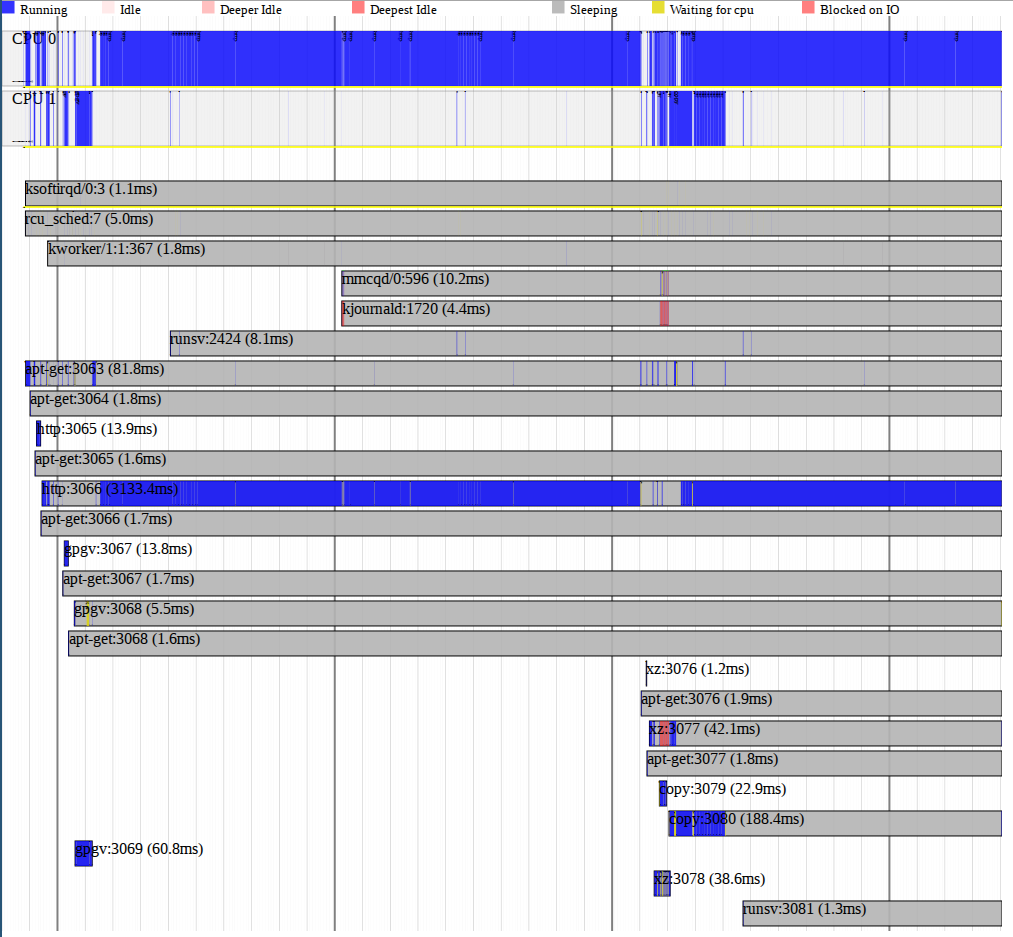 Running Idle Deeper Idle Deepest Idle Sleeping Waiting for cpu Blocked on IO
CPU 0
CPU 1
ksoftirqd/0:3 (1.1ms)
rcu_sched:7 (5.0ms)
kworker/1:1:367 (1.8ms)
mmcqd/0:596 (10.2ms)
kjournald:1720 (4.4ms)
runsv:2424 (8.1ms)
apt-get:3063 (81.8ms)
apt-get:3064 (1.8ms)
http:3065 (13.9ms)
apt-get:3065 (1.6ms)
http:3066 (3133.4ms)
apt-get:3066 (1.7ms)
gpgv:3067 (13.8ms)
apt-get:3067 (1.7ms)
gpgv:3068 (5.5ms)
apt-get:3068 (1.6ms)
xz:3076 (1.2ms)
apt-get:3076 (1.9ms)
xz:3077 (42.1ms)
apt-get:3077 (1.8ms)
copy:3079 (22.9ms)
copy:3080 (188.4ms)
gpgv:3069 (60.8ms)
xz:3078 (38.6ms)
runsv:3081 (1.3ms)